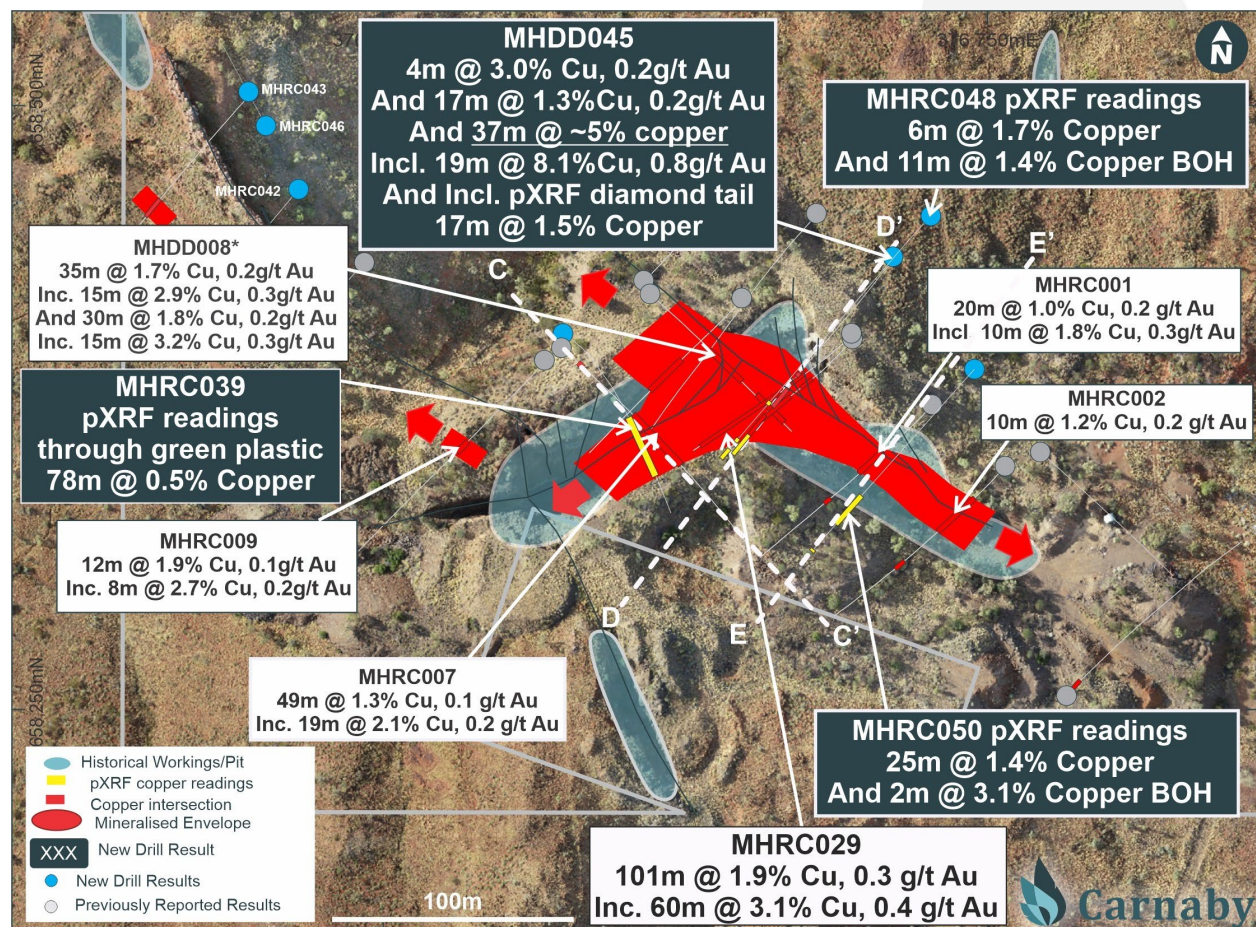 MHDD045
4m @ 3.0% Cu, 0.2g/t Au
And 17m @ 1.3%Cu, 0.2g/t Au
And 37m @ ~5% copper
Incl. 19m @ 8.1%Cu, 0.8g/t Au
And Incl. pXRF diamond tail
17m @ 1.5% Copper
750mE
N
MHRC048 pXRF readings
6m @ 1.7% Copper
And 11m @ 1.4% Copper BOH
MHRC043
MHRC046
MHRC042
500mN
MHDD008*
35m @ 1.7% Cu, 0.2g/t Au
Inc. 15m @ 2.9% Cu, 0.3g/t Au
And 30m @ 1.8% Cu, 0.2g/t Au
Inc. 15m @ 3.2% Cu, 0.3g/t Au
C
D'
E'
MHRC001
20m @ 1.0% Cu, 0.2 g/t Au
Incl 10m @ 1.8% Cu, 0.3g/t Au
MHRC039
pXRF readings
through green plastic
78m @ 0.5% Copper
MHRC002
10m @ 1.2% Cu, 0.2 g/t Au
MHRC009
12m @ 1.9% Cu, 0.1g/t Au
Inc. 8m @ 2.7% Cu, 0.2g/t Au
D
E
C'
MHRC007
49m @ 1.3% Cu, 0.1 g/t Au
Inc. 19m @ 2.1% Cu, 0.2 g/t Au
658 250mN
MHRC050 pXRF readings
25m @ 1.4% Copper
And 2m @ 3.1% Copper BOH
Historical Workings/Pit
pXRF copper readings
Copper intersection
Mineralised Envelope
XXX New Drill Result
New Drill Results
Previously Reported Results
100m
MHRC029
101m @ 1.9% Cu, 0.3 g/t Au
Inc. 60m @ 3.1% Cu, 0.4 g/t Au
Carnaby